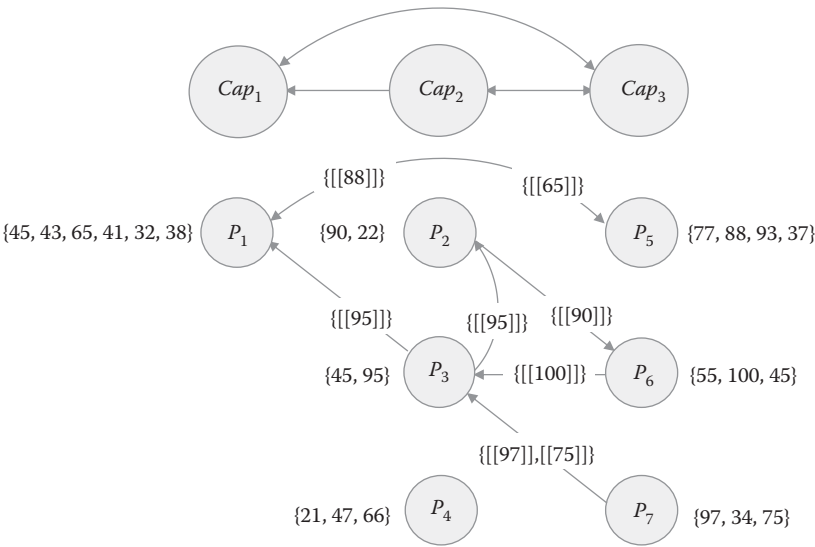 Cap1 Cap2 Cap3
{[[88]]} {[[65]]}
{45, 43, 65, 41, 32, 38} P1 {90, 22} P2 P5 {77, 88, 93, 37}
{[[95]]} {[[95]]} {[[90]]}
{45, 95} P3 {[[100]]} P6 {55, 100, 45}
{[[97]],[[75]]}
{21, 47, 66} P4 P7 {97, 34, 75}